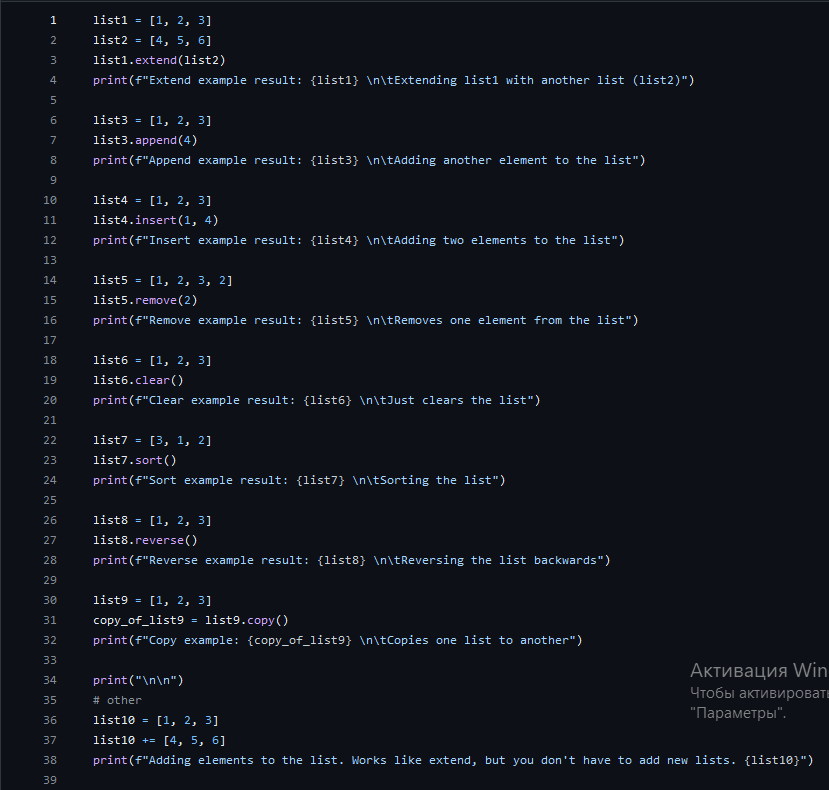 1 list1 = [1, 2, 3]
2 list2 = [4, 5, 6]
3 list1.extend(list2)
4 print(f"Extend example result: {list1} \n\tExtending list1 with another list (list2)")
5
6 list3 = [1, 2, 3]
7 list3.append(4)
8 print(f"Append example result: {list3} \n\tAdding another element to the list")
9
10 list4 = [1, 2, 3]
11 list4.insert(1, 4)
12 print(f"Insert example result: {list4} \n\tAdding two elements to the list")
13
14 list5 = [1, 2, 3, 2]
15 list5.remove(2)
16 print(f"Remove example result: {list5} \n\tRemoves one element from the list")
17
18 list6 = [1, 2, 3]
19 list6.clear()
20 print(f"Clear example result: {list6} \n\tJust clears the list")
21
22 list7 = [3, 1, 2]
23 list7.sort()
24 print(f"Sort example result: {list7} \n\tSorting the list")
25
26 list8 = [1, 2, 3]
27 list8.reverse()
28 print(f"Reverse example result: {list8} \n\tReversing the list backwards")
29
30 list9 = [1, 2, 3]
31 copy_of_list9 = list9.copy()
32 print(f"Copy example: {copy_of_list9} \n\tCopies one list to another")
33
34 print("\n\n")
35 # other
36 list10 = [1, 2, 3]
37 list10 += [4, 5, 6]
38 print(f"Adding elements to the list. Works like extend, but you don't have to add new lists. {list10}")
39
Активация Win
Чтобы активировать
"Параметры".